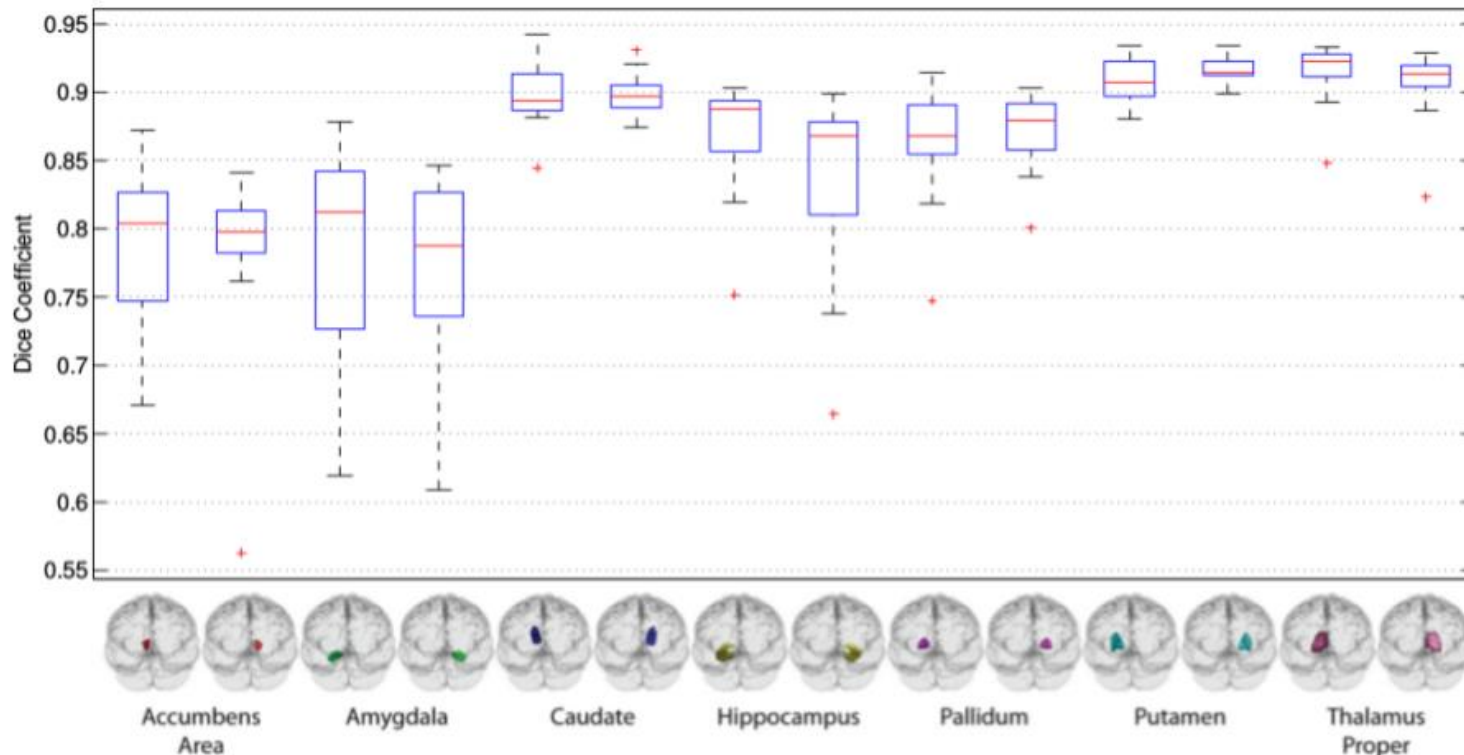 Dice Coefficient
0.95
0.9
0.85
0.8
0.75
0.7
0.65
0.6
0.55
Accumbens
Area
Amygdala
Caudate
Hippocampus
Pallidum
Putamen
Thalamus
Proper